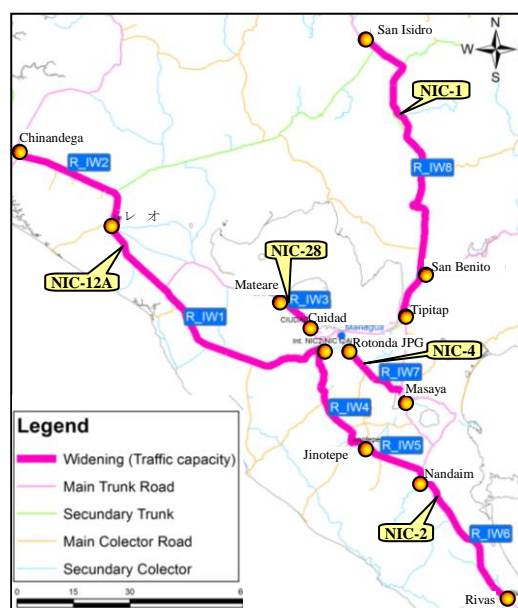 San Isidro
N
W E
S
NIC-1
Chinandega
R_IW2
R_IW8
レ オ
NIC-12A
NIC-28
San Benito
Mateare
R_IW3
Cuidad
Tipitap
R_IW1
Managua
Rotonda JPG
NIC-4
R_IW7
Masaya
R_IW4
Jinotepe
R_IW5
Nandaim
NIC-2
R_IW6
Rivas
Legend
Widening (Traffic capacity)
Main Trunk Road
Secundary Trunk
Main Colector Road
Secundary Colector
0 15 30 6